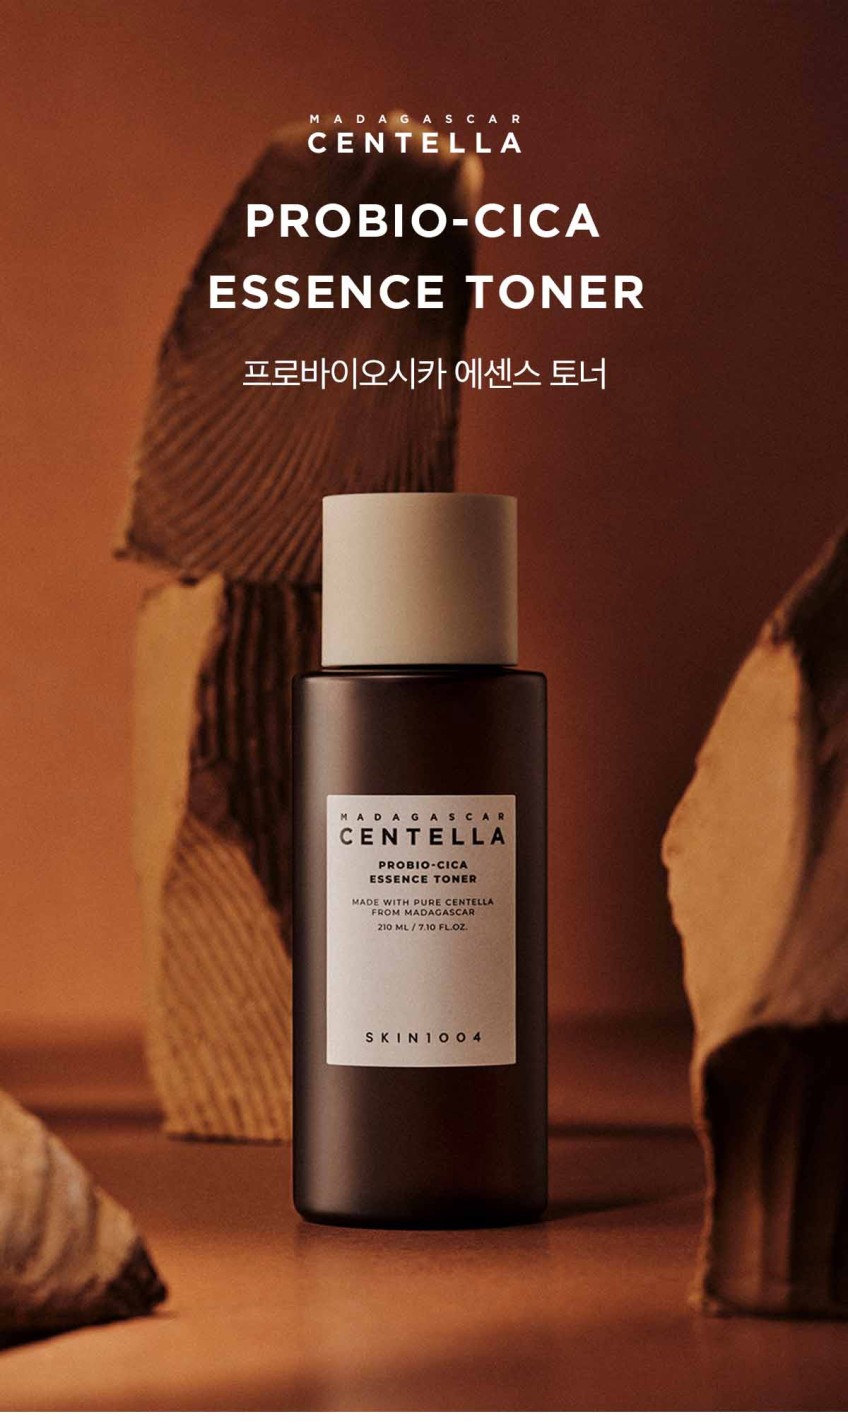 MADAGASCAR
CENTELLA
PROBIO-CICA
ESSENCE TONER
프로바이오시카 에센스 토너
MADAGASCAR
CENTELLA
PROBIO-CICA
ESSENCE TONER
MADE WITH PURE CENTELLA
FROM MADAGASCAR
210 ML / 7.10 FL.OZ.
SKIN1004